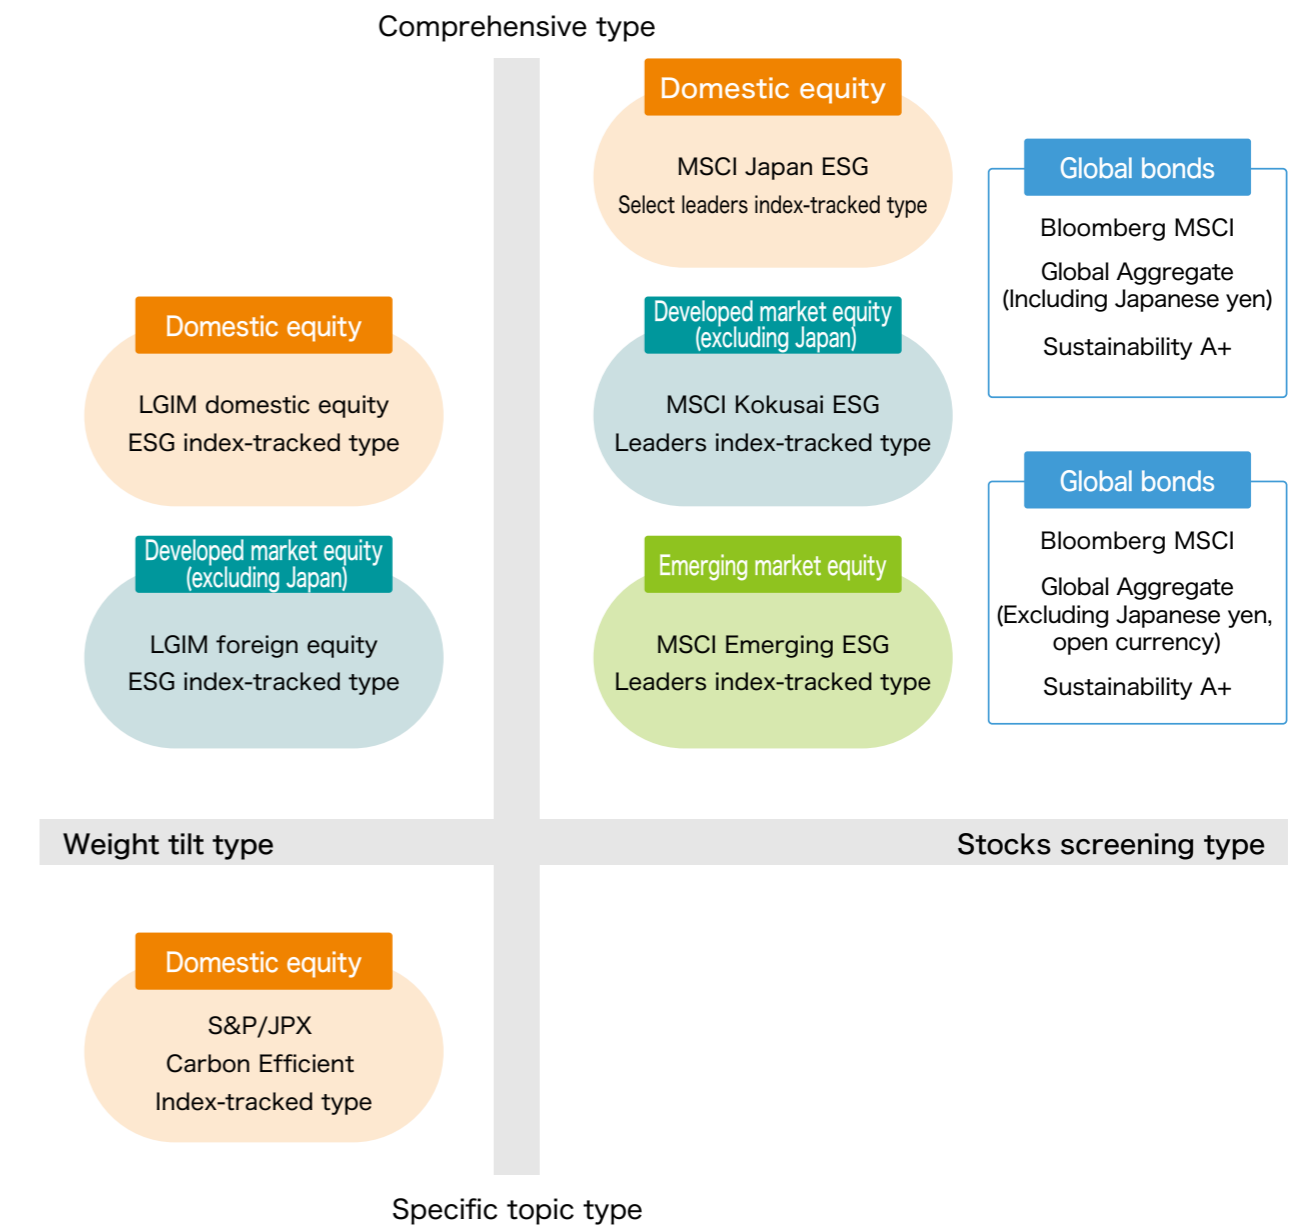 Comprehensive type
Domestic equity
MSCI Japan ESG
Select leaders index-tracked type
Global bonds
Bloomberg MSCI
Global Aggregate
(Including Japanese yen)
Sustainability A+
Domestic equity
LGIM domestic equity
ESG index-tracked type
Developed market equity
(excluding Japan)
MSCI Kokusai ESG
Leaders index-tracked type
Global bonds
Bloomberg MSCI
Global Aggregate
(Excluding Japanese yen,
open currency)
Sustainability A+
Developed market equity
(excluding Japan)
LGIM foreign equity
ESG index-tracked type
Emerging market equity
MSCI Emerging ESG
Leaders index-tracked type
Weight tilt type
Stocks screening type
Domestic equity
S&P/JPX
Carbon Efficient
Index-tracked type
Specific topic type